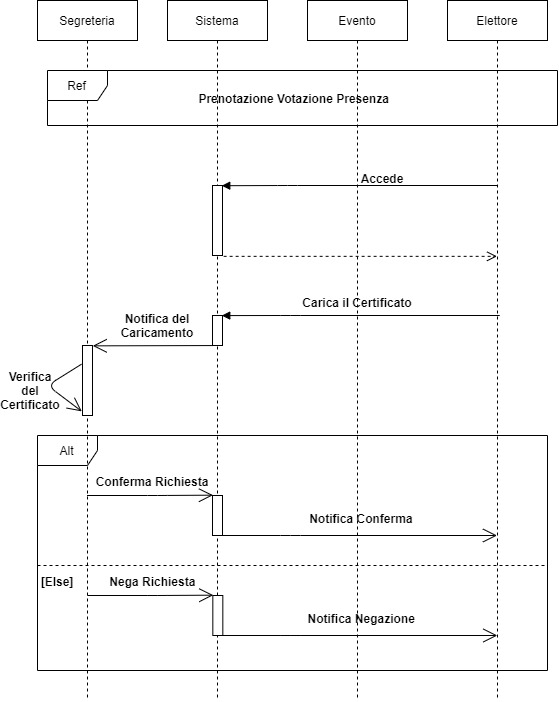 Segreteria
Sistema
Evento
Elettore
Ref
Prenotazione Votazione Presenza
Accede
Carica il Certificato
Notifica del
Caricamento
Verifica
del
Certificato
Alt
Conferma Richiesta
Notifica Conferma
[Else]
Nega Richiesta
Notifica Negazione